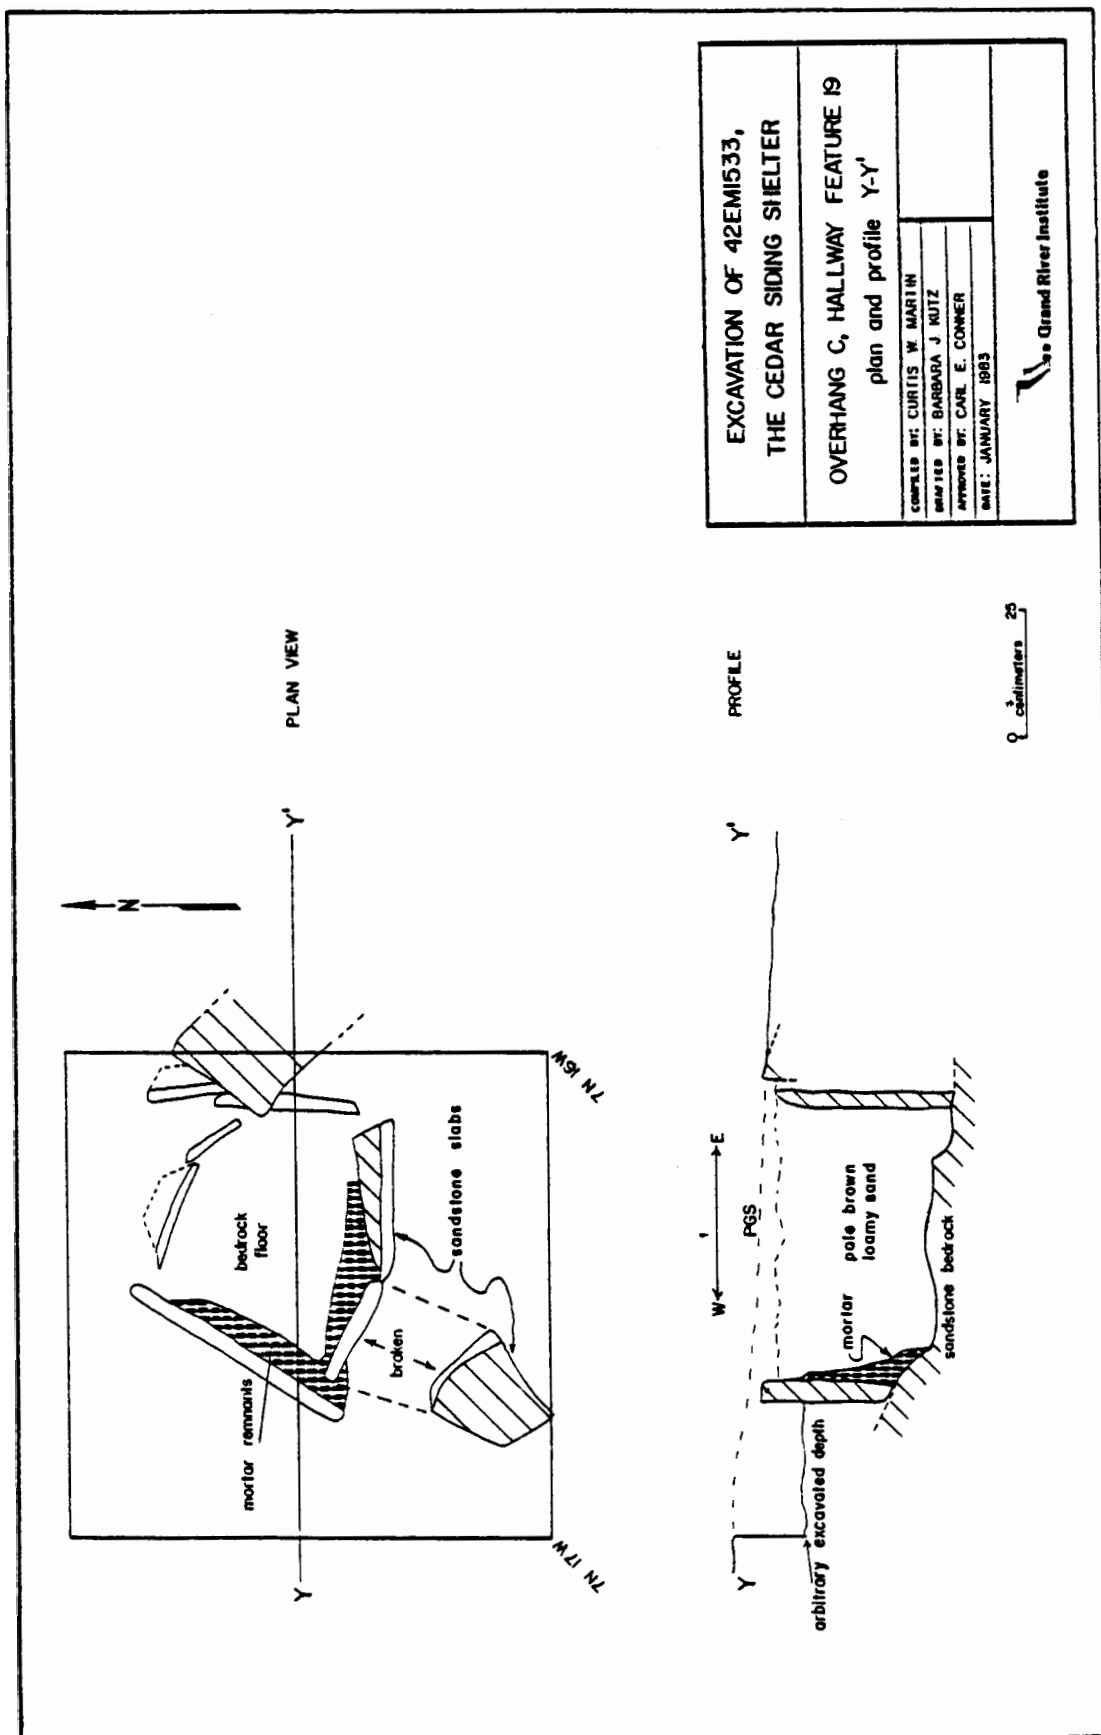 N
PLAN VIEW
Y
Y'
mortar remnants
bedrock
floor
broken
sandstone slabs
7N 17W
7N 16W
PROFILE
Y
Y'
W
E
1
PGS
pale brown
loamy sand
mortar
sandstone bedrock
arbitrary excavated depth
0
25
centimeters
EXCAVATION OF 42EM1533,
THE CEDAR SIDING SHELTER
OVERHANG C, HALLWAY FEATURE 19
plan and profile Y-Y'
COMPILED BY: CURTIS W. MARTIN
DRAFTED BY: BARBARA J. KUTZ
APPROVED BY: CARL E. CONNER
DATE: JANUARY 1983
Grand River Institute